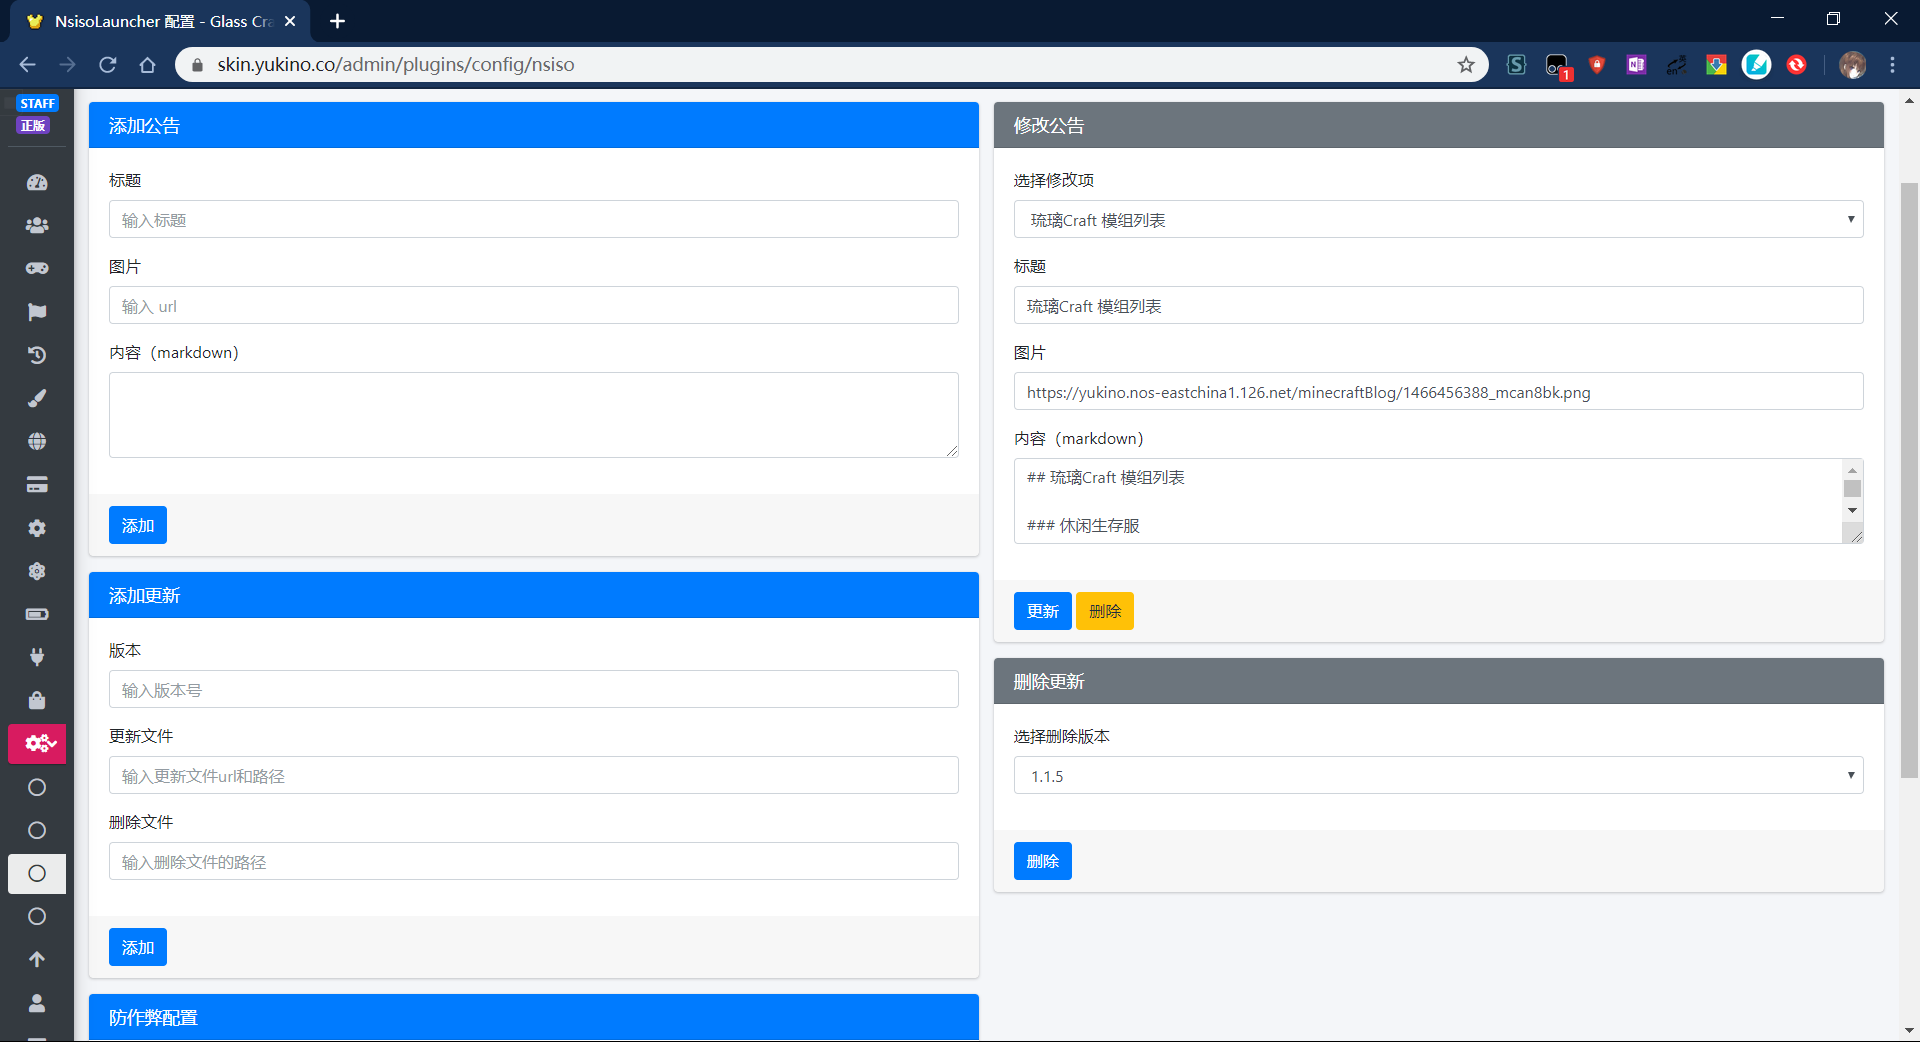 NsisoLauncher 配置 - Glass Cra
skin.yukino.co/admin/plugins/config/nsiso
1
STAFF
正版
添加公告
标题
输入标题
图片
输入 url
内容（markdown）
添加
添加更新
版本
输入版本号
更新文件
输入更新文件url和路径
删除文件
输入删除文件的路径
添加
防作弊配置
修改公告
选择修改项
琉璃Craft 模组列表
标题
琉璃Craft 模组列表
图片
https://yukino.nos-eastchina1.126.net/minecraftBlog/1466456388_mcan8bk.png
内容（markdown）
## 琉璃Craft 模组列表
### 休闲生存服
更新 删除
删除更新
选择删除版本
1.1.5
删除